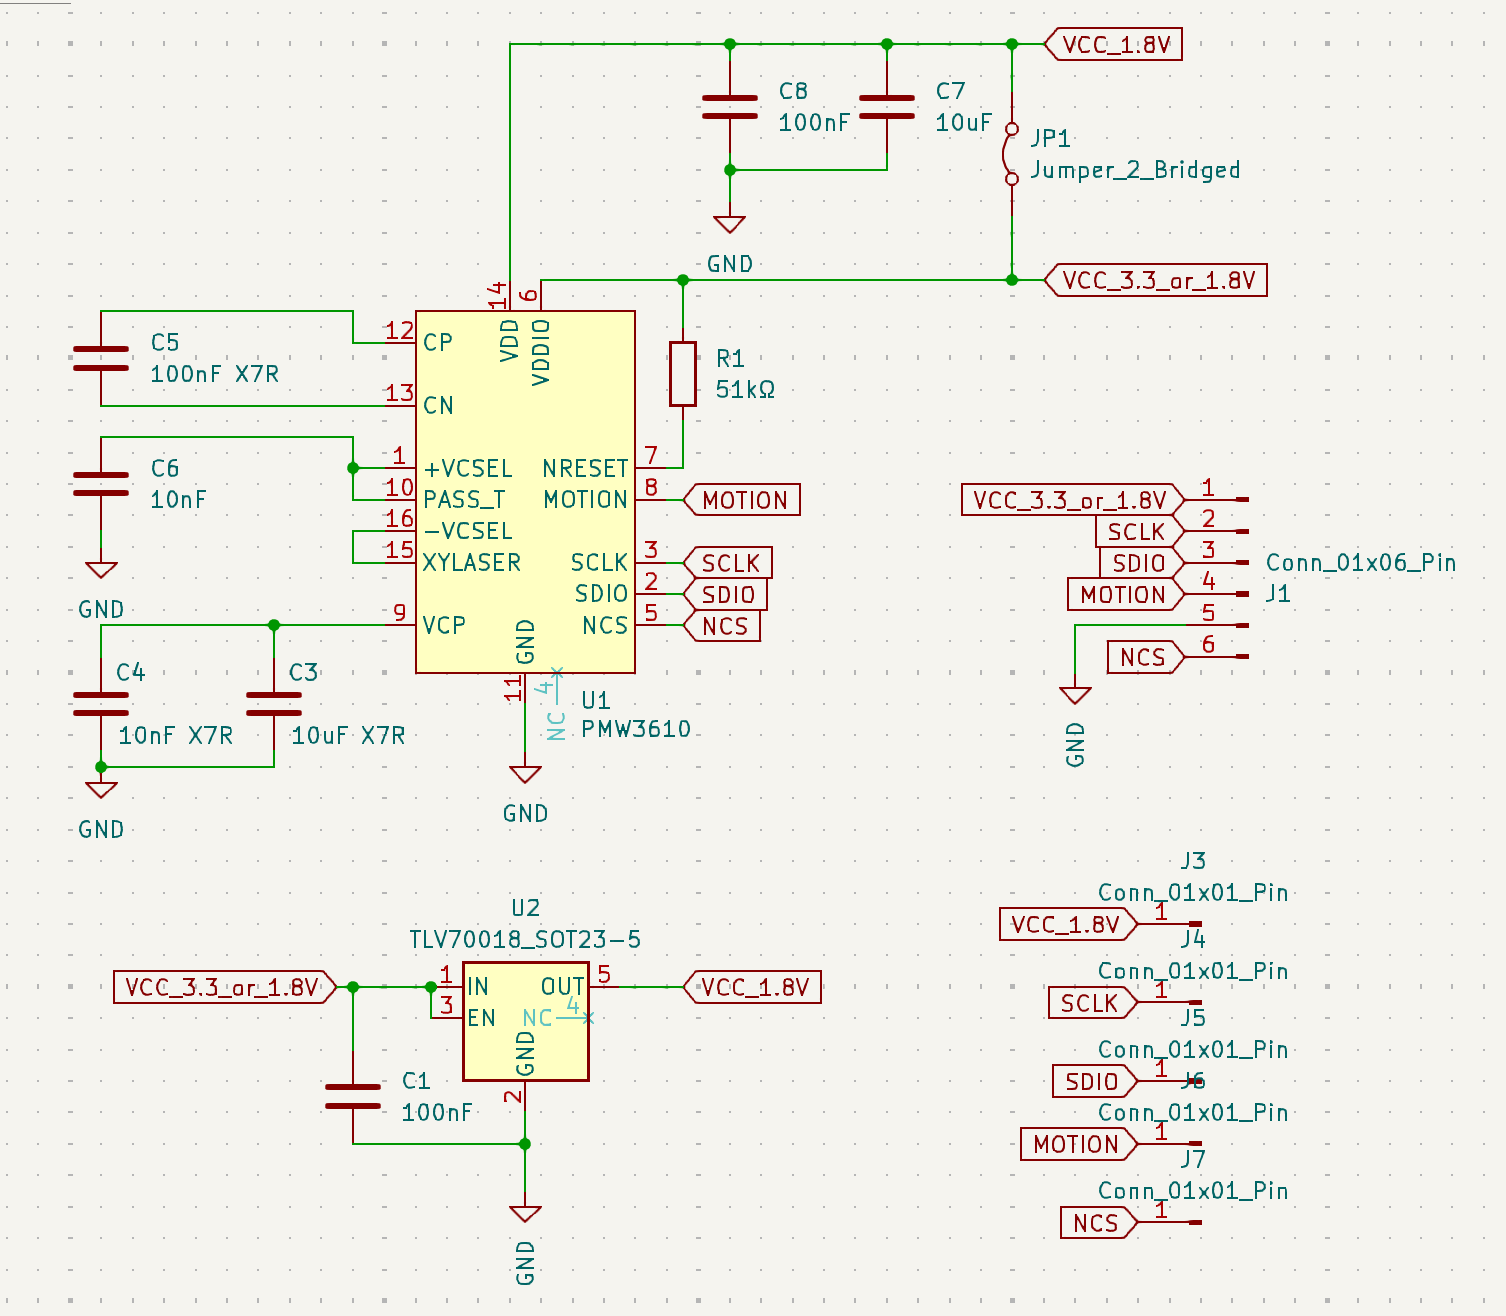 VCC_1.8V
C8
100nF
C7
10uF
JP1
Jumper_2_Bridged
GND
VCC_3.3_or_1.8V
14
6
VDD
VDDIO
12
CP
C5
100nF X7R
13
CN
R1
51kΩ
C6
10nF
1
+VCSEL
NRESET
7
10
PASS_T
MOTION
8
MOTION
16
-VCSEL
15
XYLASER
SCLK
3
SCLK
SDIO
2
SDIO
GND
9
VCP
GND
NCS
5
NCS
11
4
NC
U1
PMW3610
C4
10nF X7R
C3
10uF X7R
GND
GND
VCC_3.3_or_1.8V
1
SCLK
2
SDIO
3
MOTION
4
5
NCS
6
Conn_01x06_Pin
J1
GND
U2
TLV70018_SOT23-5
VCC_3.3_or_1.8V
1
IN
OUT
5
VCC_1.8V
3
EN
NC
4
GND
2
C1
100nF
GND
J3
Conn_01x01_Pin
VCC_1.8V
1
J4
Conn_01x01_Pin
SCLK
1
J5
Conn_01x01_Pin
SDIO
1
J6
Conn_01x01_Pin
MOTION
1
J7
Conn_01x01_Pin
NCS
1